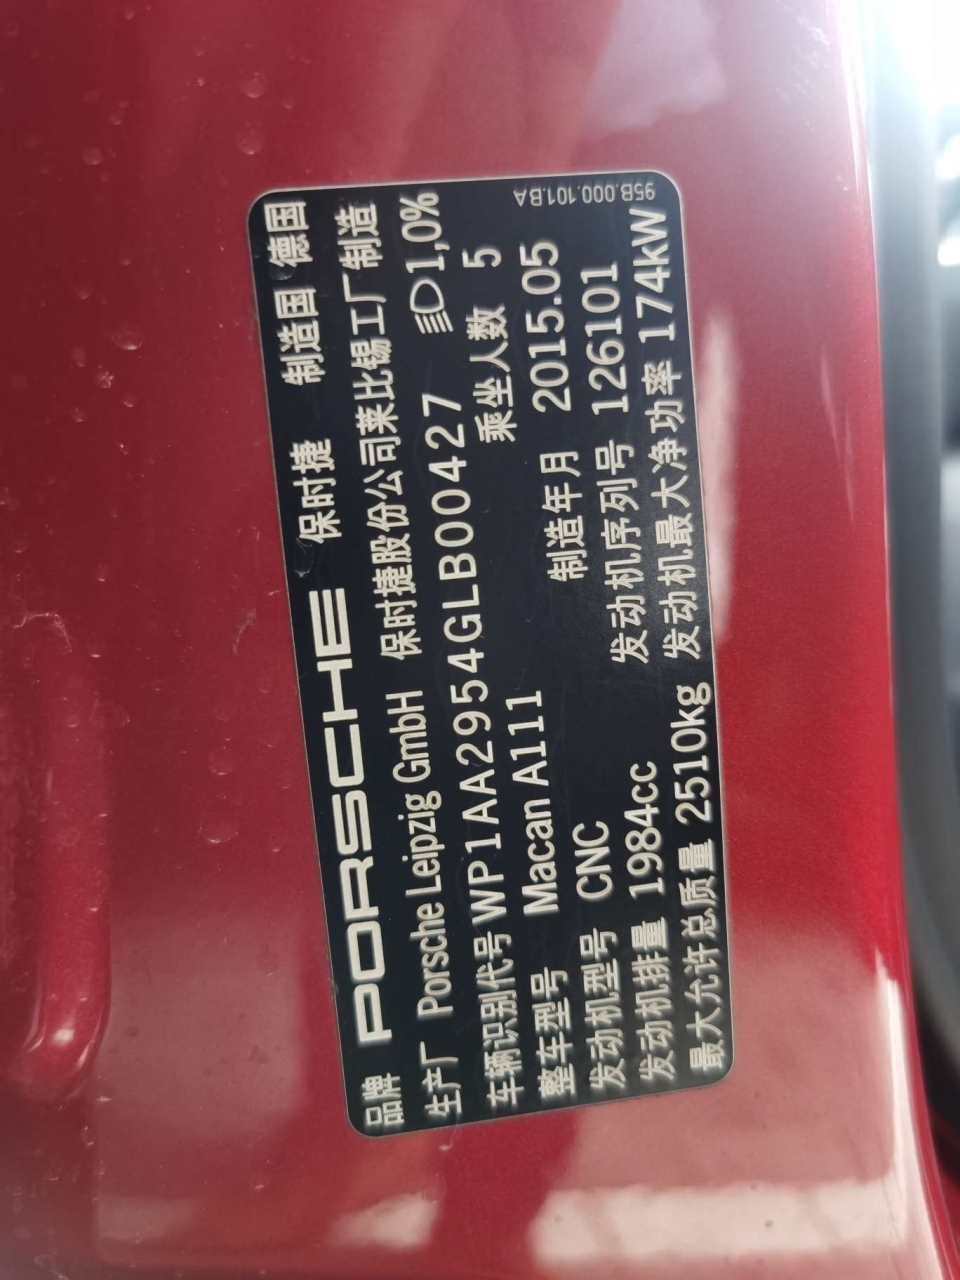 品牌 PORSCHE 保时捷 制造国 德国
生产厂 Porsche Leipzig GmbH 保时捷股份公司莱比锡工厂制造
车辆识别代号 WP1AA2954GLB00427 1,0%
整车型号 Macan A111 乘坐人数 5
发动机型号 CNC 制造年月 2015.05
发动机排量 1984cc 发动机序列号 126101
最大允许总质量 2510kg 发动机最大净功率 174kW
95B.000.101.BA